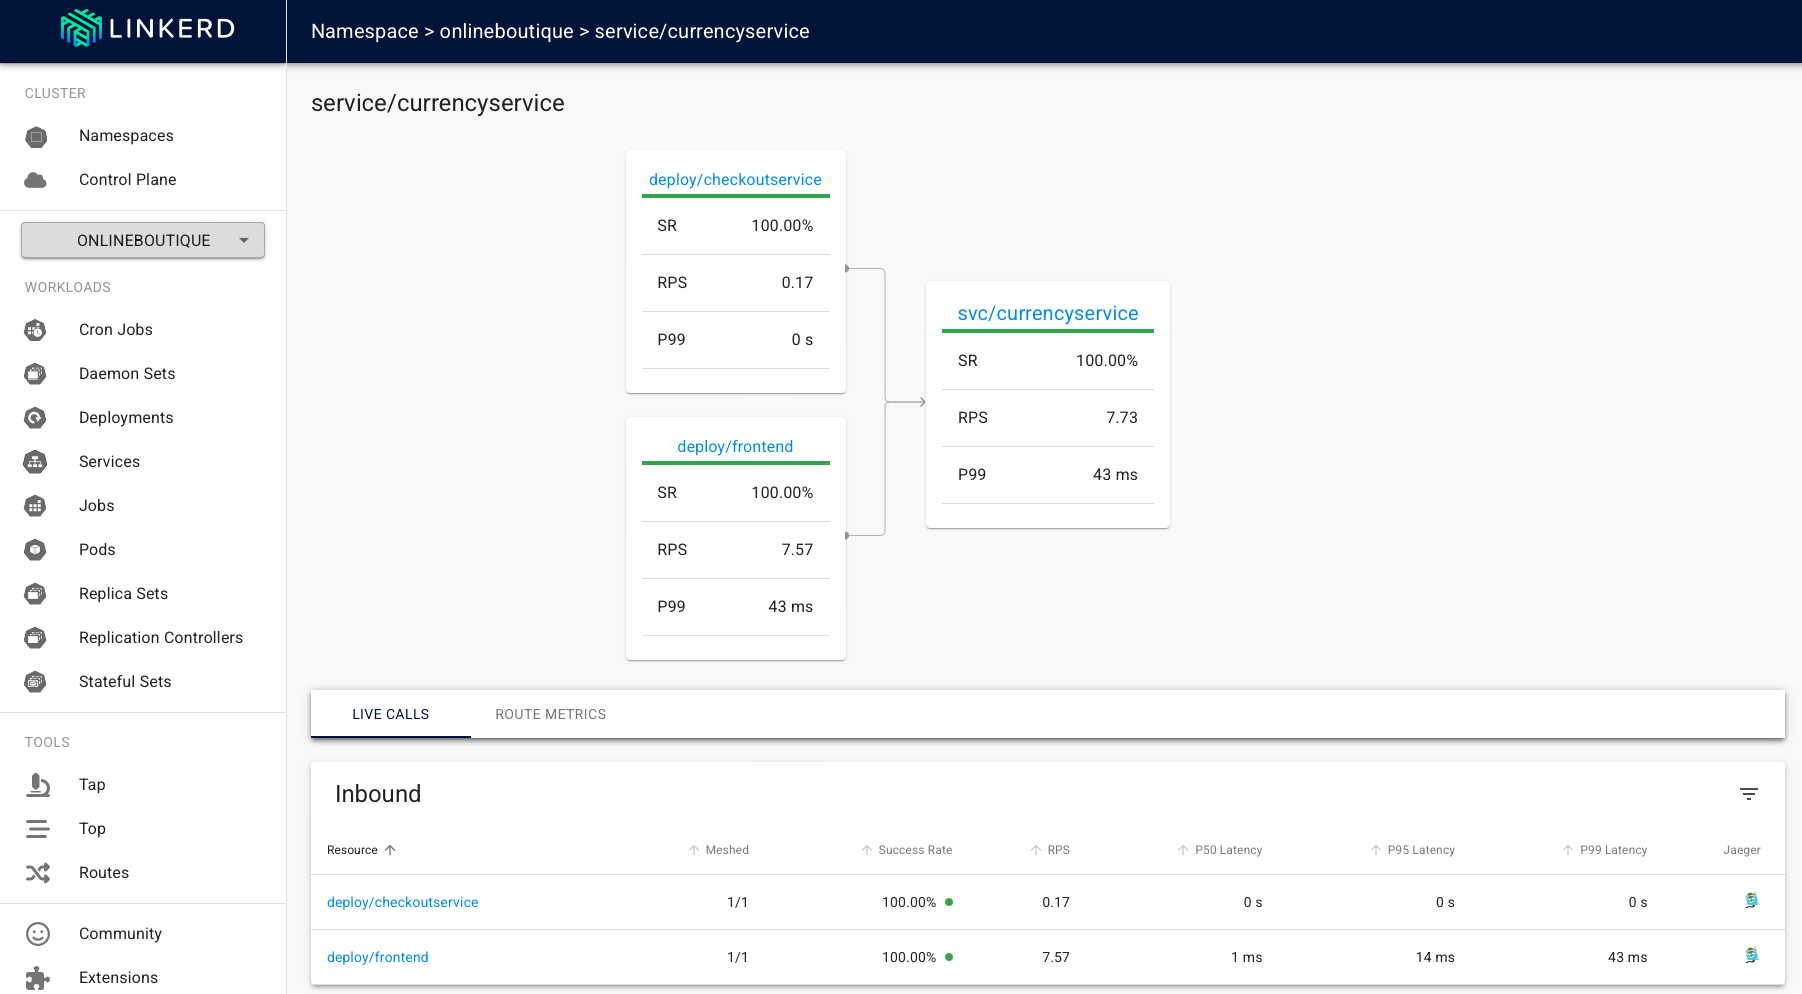 LINKERD
Namespace > onlineboutique > service/currencyservice
CLUSTER
Namespaces
Control Plane
ONLINEBOUTIQUE
WORKLOADS
Cron Jobs
Daemon Sets
Deployments
Services
Jobs
Pods
Replica Sets
Replication Controllers
Stateful Sets
TOOLS
Tap
Top
Routes
Community
Extensions
service/currencyservice
deploy/checkoutservice
SR 100.00%
RPS 0.17
P99 0 s
deploy/frontend
SR 100.00%
RPS 7.57
P99 43 ms
svc/currencyservice
SR 100.00%
RPS 7.73
P99 43 ms
LIVE CALLS ROUTE METRICS
Inbound
Resource Meshed Success Rate RPS P50 Latency P95 Latency P99 Latency Jaeger
deploy/checkoutservice 1/1 100.00% 0.17 0 s 0 s 0 s
deploy/frontend 1/1 100.00% 7.57 1 ms 14 ms 43 ms